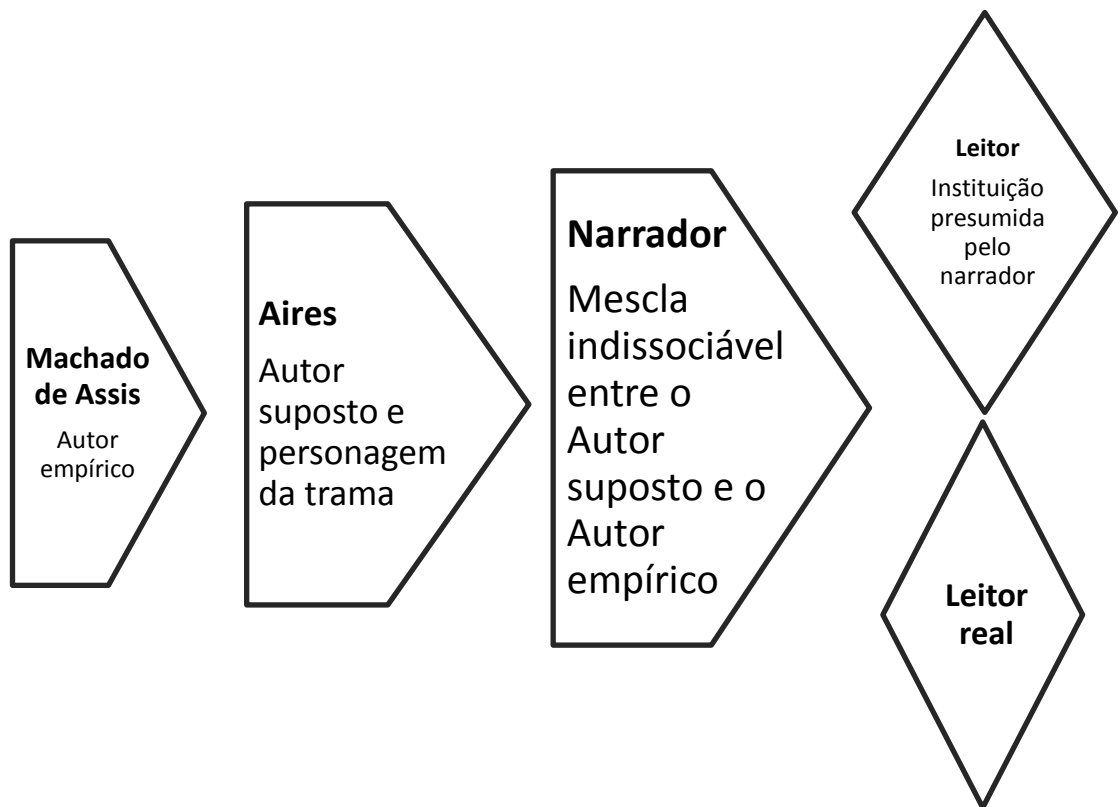 Machado
de Assis
Autor
empírico
Aires
Autor
suposto e
personagem
da trama
Narrador
Mescla
indissociável
entre o
Autor
suposto e o
Autor
empírico
Leitor
Instituição
presumida
pelo
narrador
Leitor
real